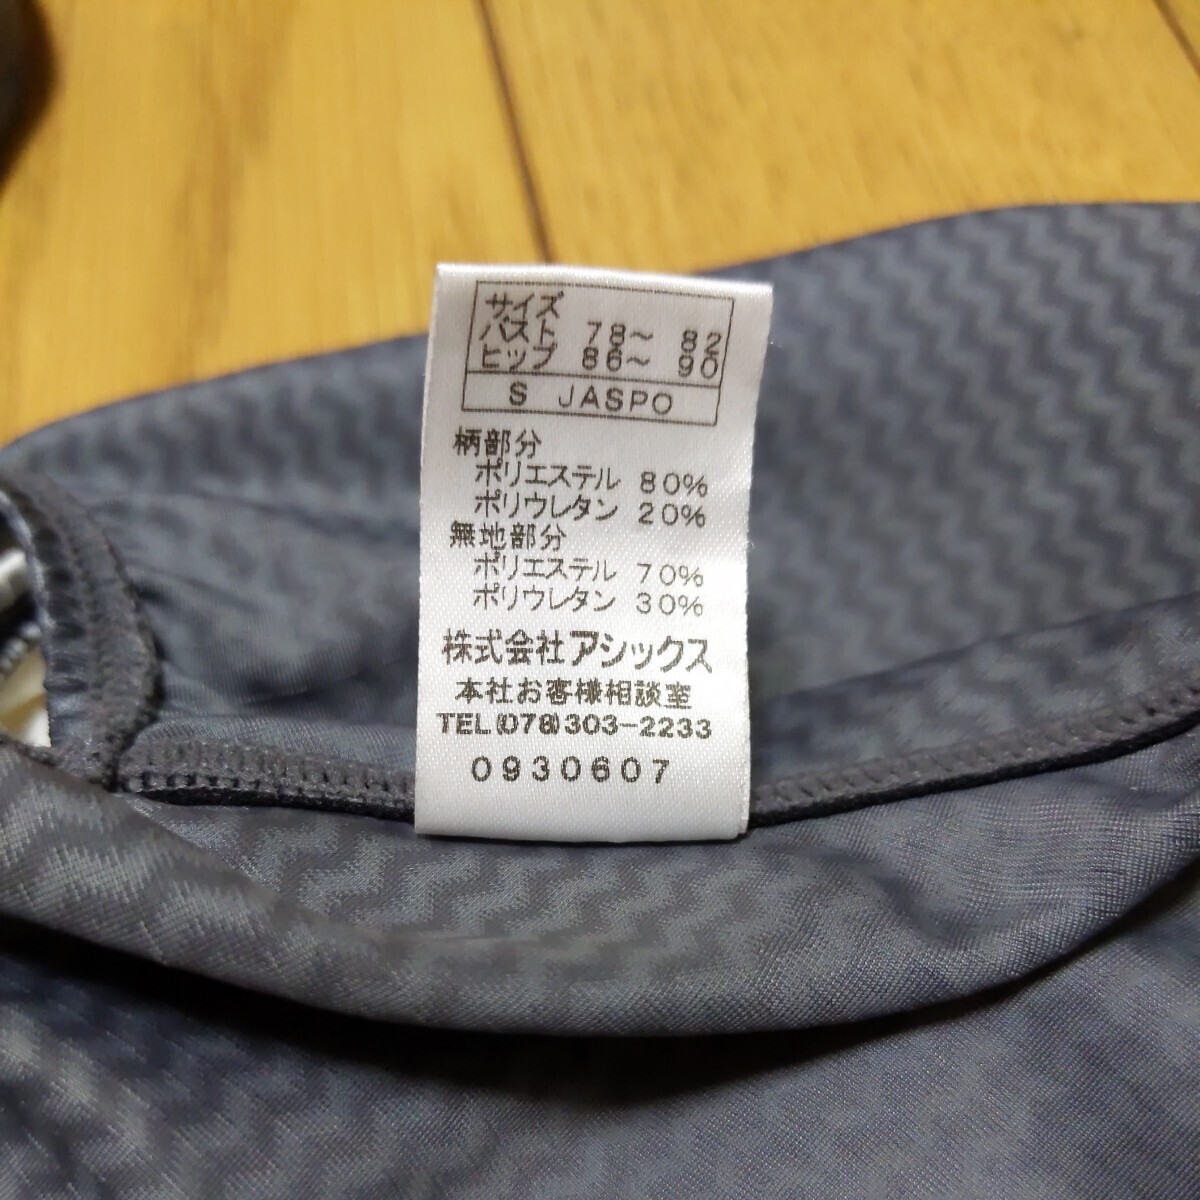 サイズ
バスト 78～ 82
ヒップ 86～ 90
S JASPO
柄部分
ポリエステル 80%
ポリウレタン 20%
無地部分
ポリエステル 70%
ポリウレタン 30%
株式会社アシックス
本社お客様相談室
TEL(078)303-2233
0930607